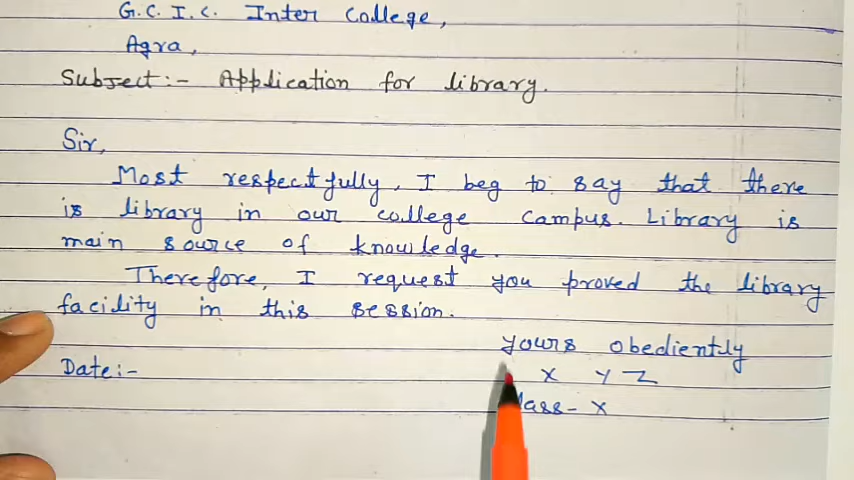 G.C.I.C. Inter College,
Agra,
Subject:- Application for library.
Sir,
Most respectfully, I beg to say that there
is library in our college campus. Library is
main source of knowledge.
Therefore, I request you proved the library
facility in this session.
Yours obediently
Date:-
X Y Z
Class- X